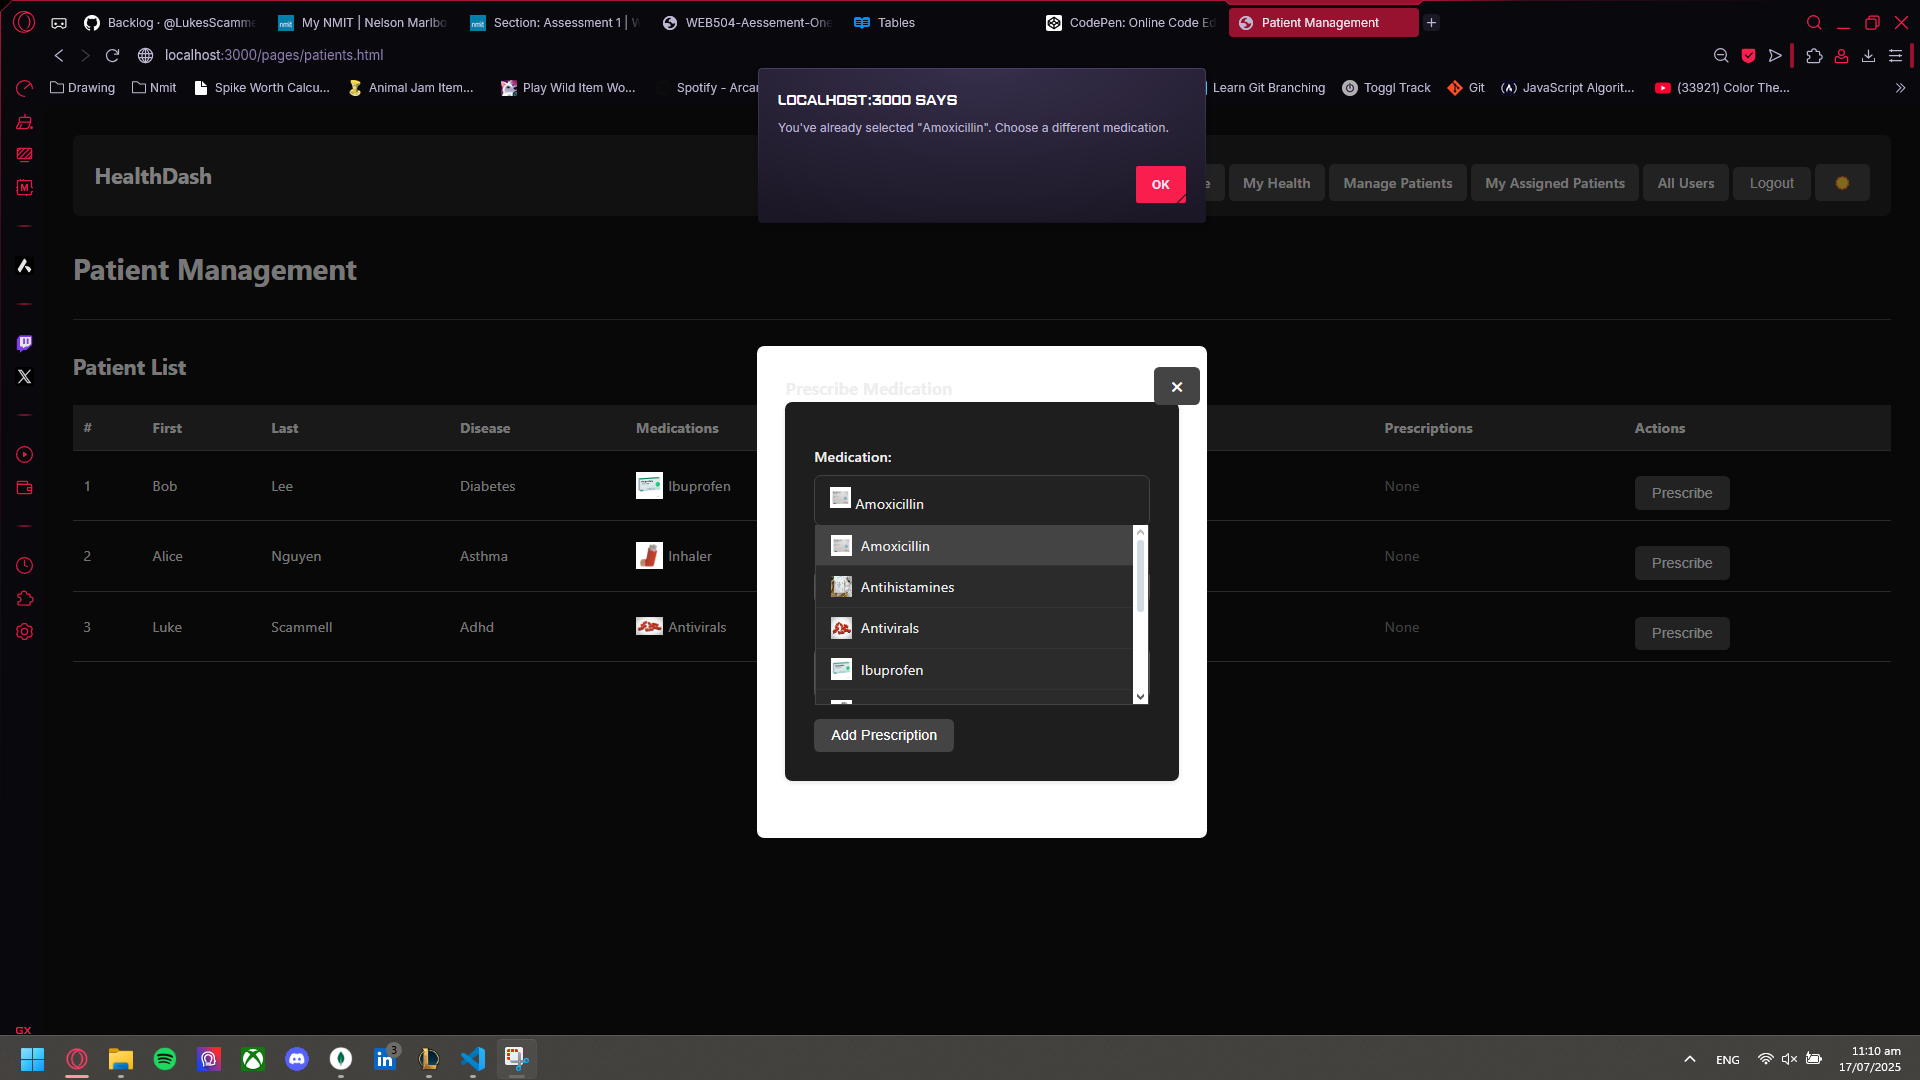 Backlog · @LukesScamme
My NMIT | Nelson Marlbo
Section: Assessment 1 | W
WEB504-Aessement-One
Tables
CodePen: Online Code Ed
Patient Management
localhost:3000/pages/patients.html
Drawing
Nmit
Spike Worth Calcu...
Animal Jam Item...
Play Wild Item Wo...
Spotify - Arcan
Learn Git Branching
Toggl Track
Git
JavaScript Algorit...
(33921) Color The...
LOCALHOST:3000 SAYS
You've already selected "Amoxicillin". Choose a different medication.
OK
HealthDash
e
My Health
Manage Patients
My Assigned Patients
All Users
Logout
Patient Management
Patient List
# First Last Disease Medications Prescriptions Actions
1 Bob Lee Diabetes Ibuprofen None Prescribe
2 Alice Nguyen Asthma Inhaler None Prescribe
3 Luke Scammell Adhd Antivirals None Prescribe
Prescribe Medication
×
Medication:
Amoxicillin
Amoxicillin
Antihistamines
Antivirals
Ibuprofen
Add Prescription
GX
3
ENG
11:10 am
17/07/2025